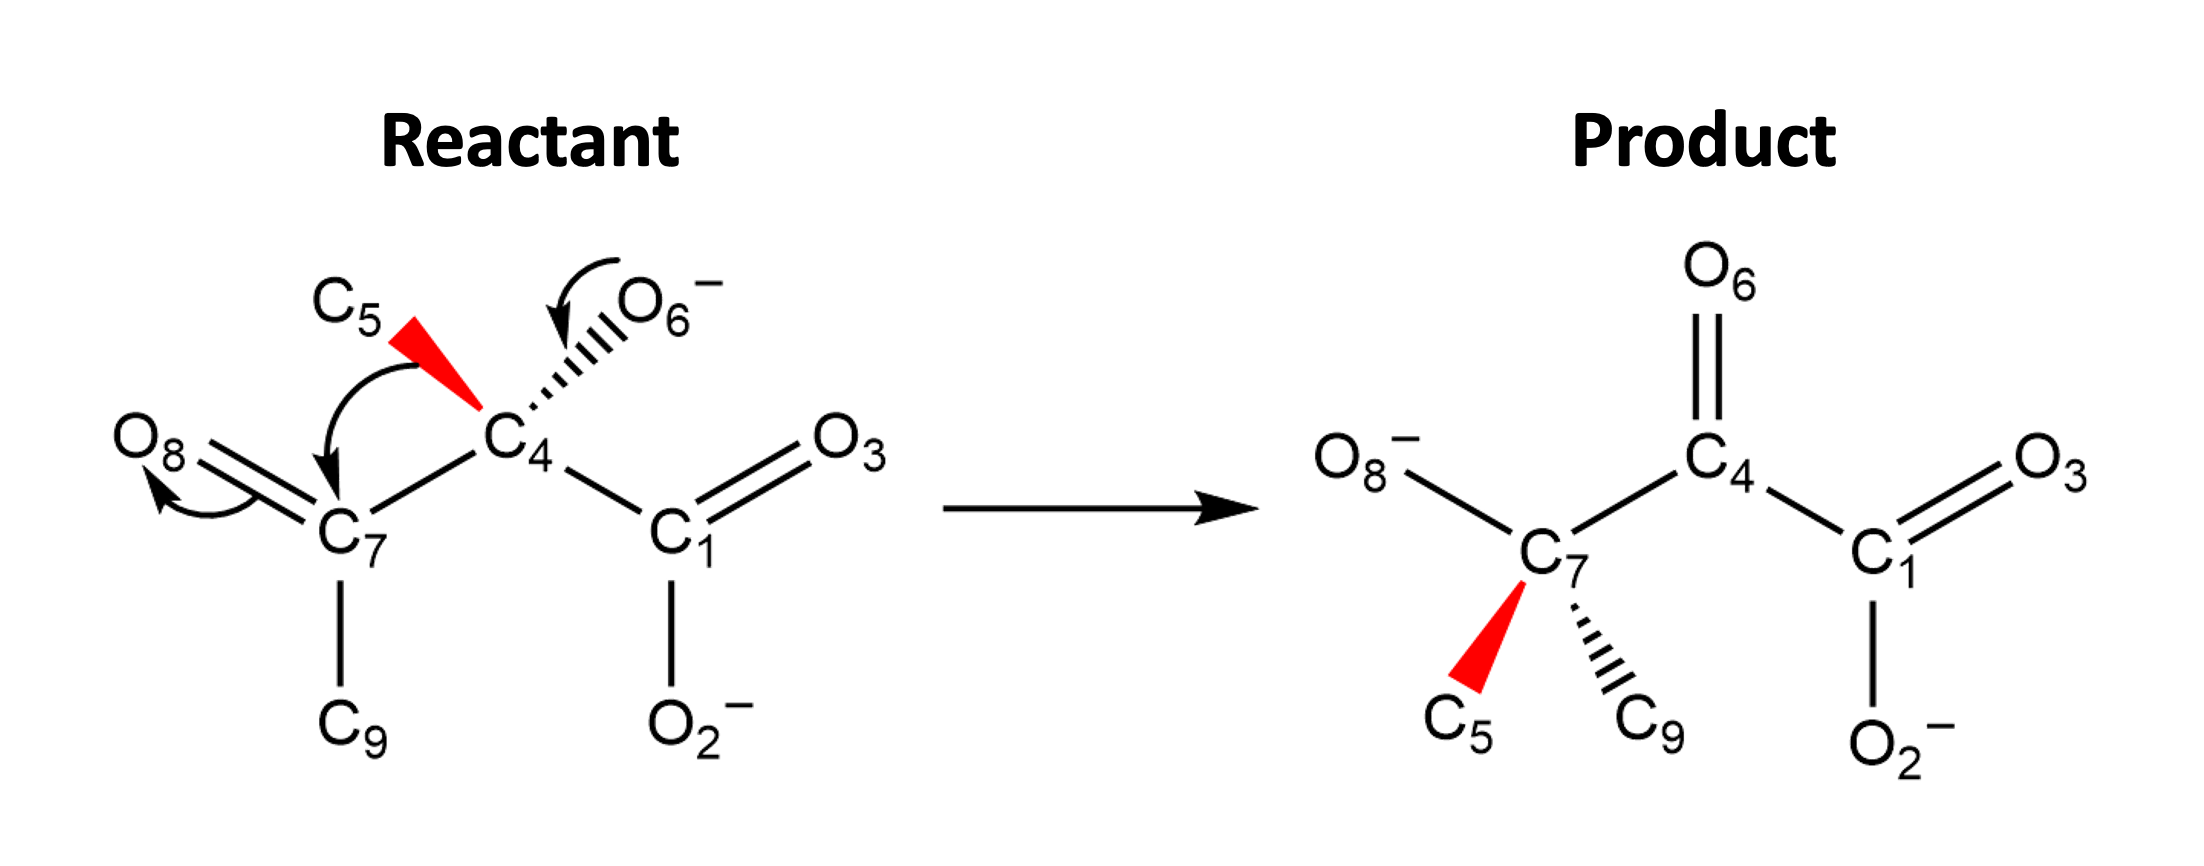 Reactant
Product
C5
O6−
O8
C4
O3
C7
C1
C9
O2−
O6
O8−
C4
O3
C7
C1
C5
C9
O2−